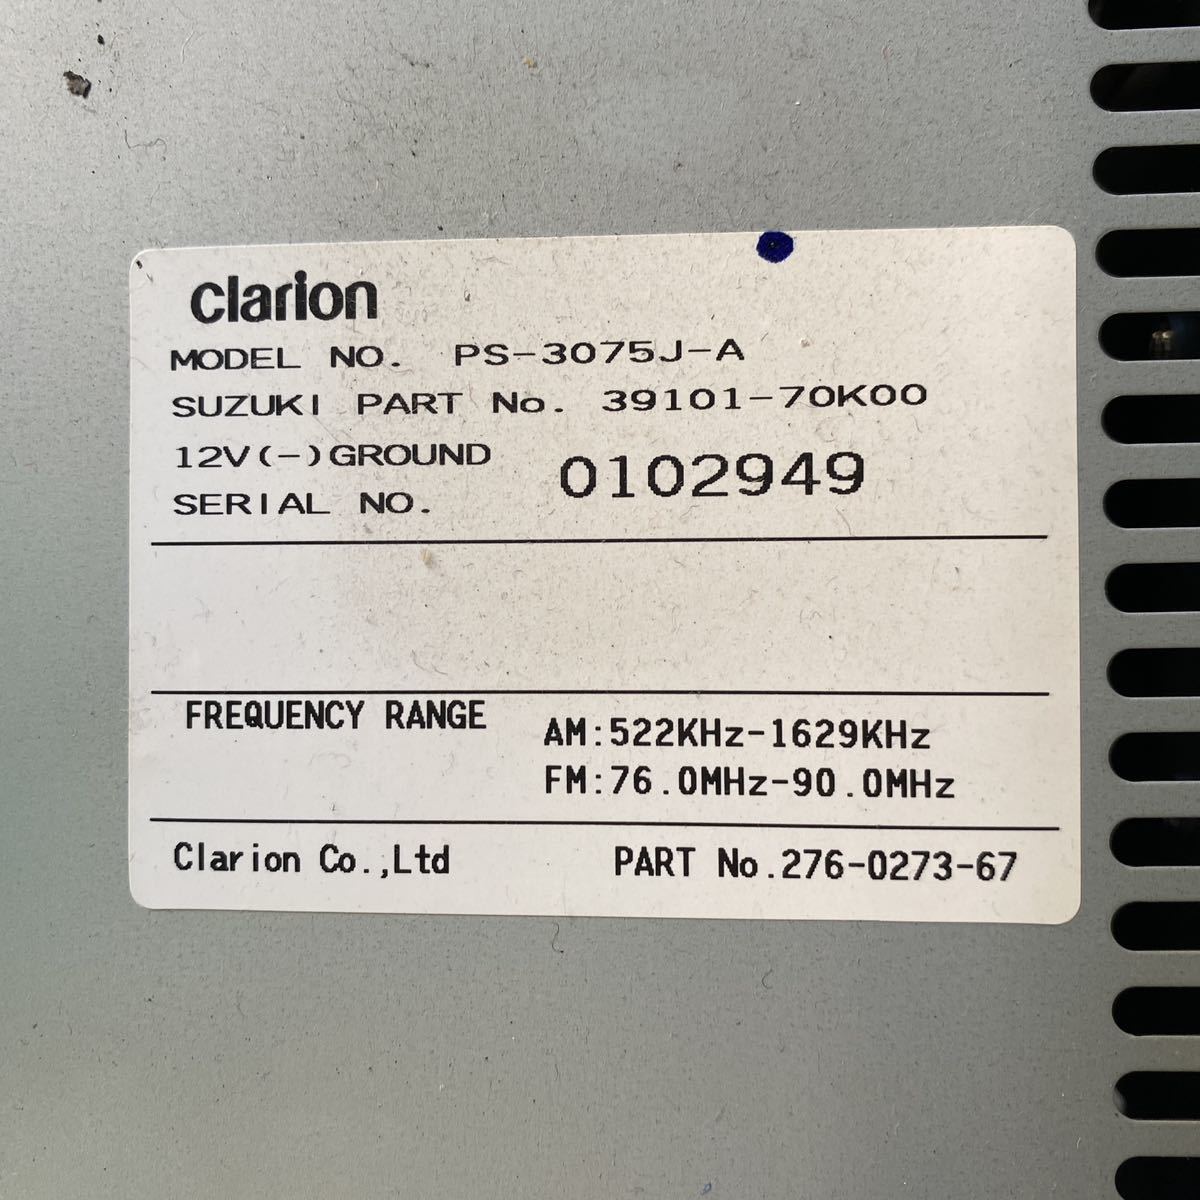 clarion
MODEL NO. PS-3075J-A
SUZUKI PART No. 39101-70K00
12V(-)GROUND
SERIAL NO. 0102949
FREQUENCY RANGE AM:522KHz-1629KHz
FM:76.0MHz-90.0MHz
Clarion Co.,Ltd PART No.276-0273-67